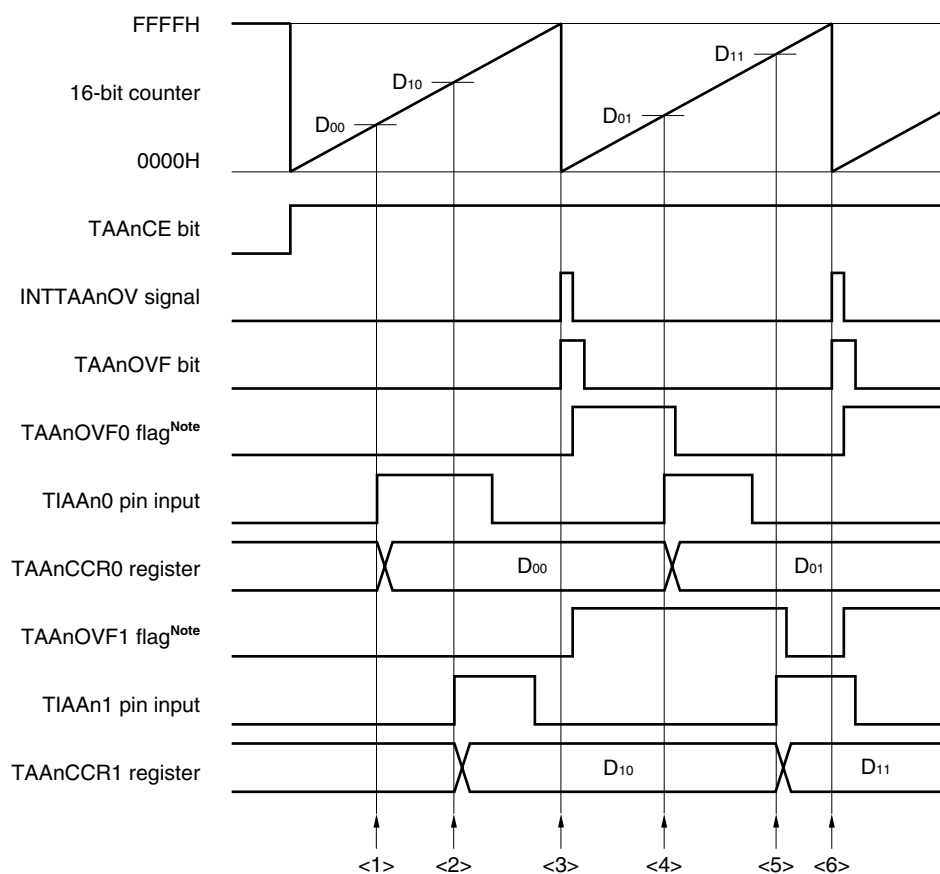 FFFFH
16-bit counter
0000H
D00
D10
D01
D11
TAAnCE bit
INTTAAnOV signal
TAAnOVF bit
TAAnOVF0 flagNote
TIAAn0 pin input
TAAnCCR0 register
D00
D01
TAAnOVF1 flagNote
TIAAn1 pin input
TAAnCCR1 register
D10
D11
<1> <2> <3> <4> <5> <6>